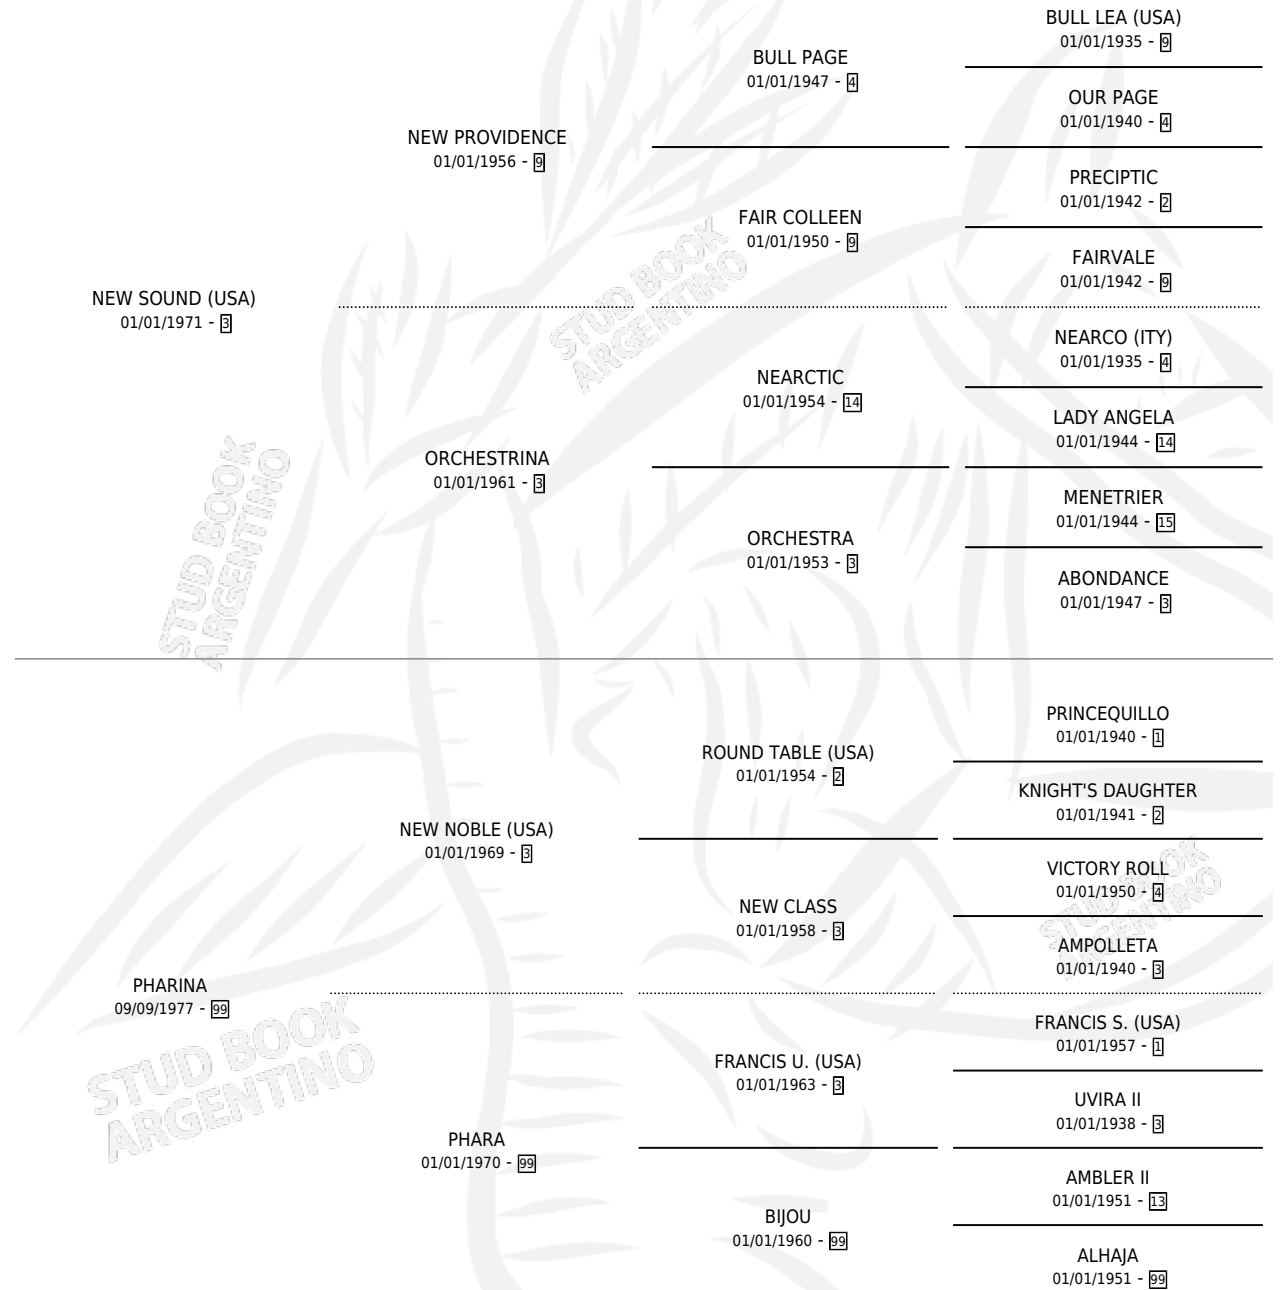 BULL LEA (USA)
01/01/1935 - 9
BULL PAGE
01/01/1947 - 4
OUR PAGE
01/01/1940 - 4
NEW PROVIDENCE
01/01/1956 - 9
PRECIPTIC
01/01/1942 - 2
FAIR COLLEEN
01/01/1950 - 9
FAIRVALE
01/01/1942 - 9
NEW SOUND (USA)
01/01/1971 - 3
NEARCO (ITY)
01/01/1935 - 4
NEARCTIC
01/01/1954 - 14
LADY ANGELA
01/01/1944 - 14
ORCHESTRINA
01/01/1961 - 3
MENETRIER
01/01/1944 - 15
ORCHESTRA
01/01/1953 - 3
ABONDANCE
01/01/1947 - 3
STUD BOOK
ARGENTINO
STUD BOOK
ARGENTINO
PRINCEQUILLO
01/01/1940 - 1
ROUND TABLE (USA)
01/01/1954 - 2
KNIGHT'S DAUGHTER
01/01/1941 - 2
NEW NOBLE (USA)
01/01/1969 - 3
VICTORY ROLL
01/01/1950 - 4
NEW CLASS
01/01/1958 - 3
AMPOLLETA
01/01/1940 - 3
PHARINA
09/09/1977 - 99
FRANCIS S. (USA)
01/01/1957 - 1
FRANCIS U. (USA)
01/01/1963 - 3
UVIRA II
01/01/1938 - 3
PHARA
01/01/1970 - 99
AMBLER II
01/01/1951 - 13
BIJOU
01/01/1960 - 99
ALHAJA
01/01/1951 - 99
STUD BOOK
ARGENTINO
STUD BOOK
ARGENTINO